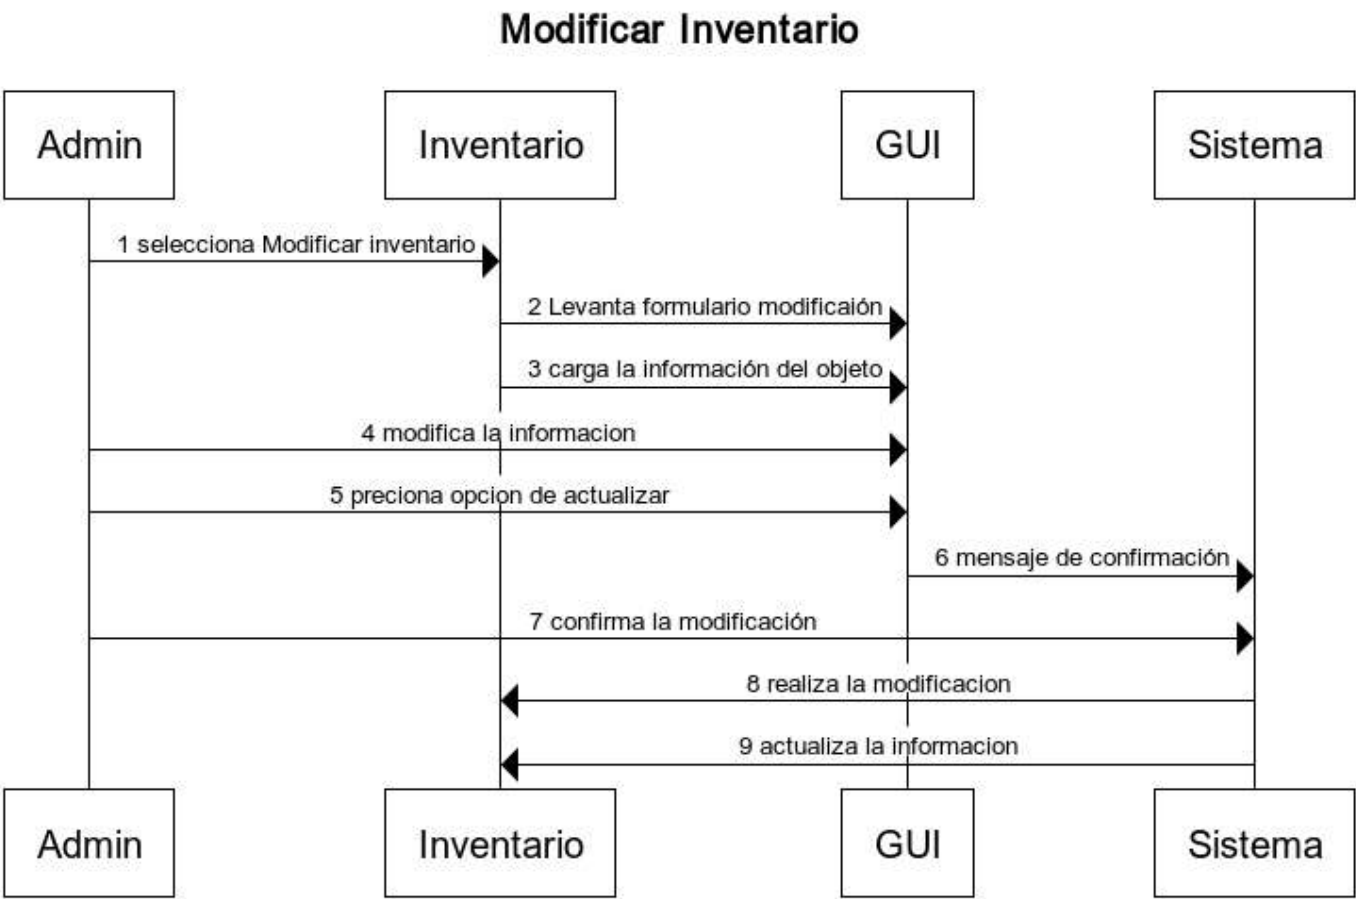 Modificar Inventario
Admin
Inventario
GUI
Sistema
1 selecciona Modificar inventario
2 Levanta formulario modificaión
3 carga la información del objeto
4 modifica la informacion
5 preciona opcion de actualizar
6 mensaje de confirmación
7 confirma la modificación
8 realiza la modificacion
9 actualiza la informacion
Admin
Inventario
GUI
Sistema